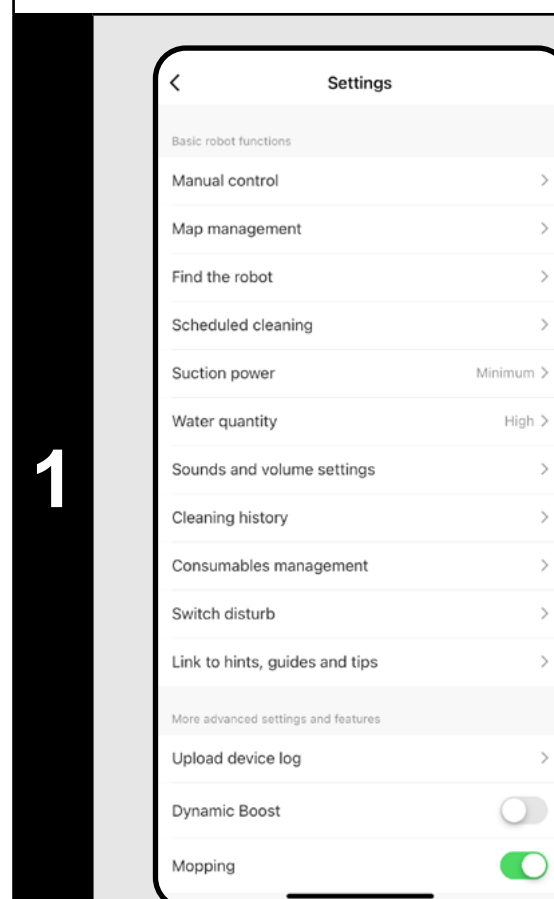 Settings
Basic robot functions
Manual control
Map management
Find the robot
Scheduled cleaning
Suction power Minimum
Water quantity High
1
Sounds and volume settings
Cleaning history
Consumables management
Switch disturb
Link to hints, guides and tips
More advanced settings and features
Upload device log
Dynamic Boost
Mopping